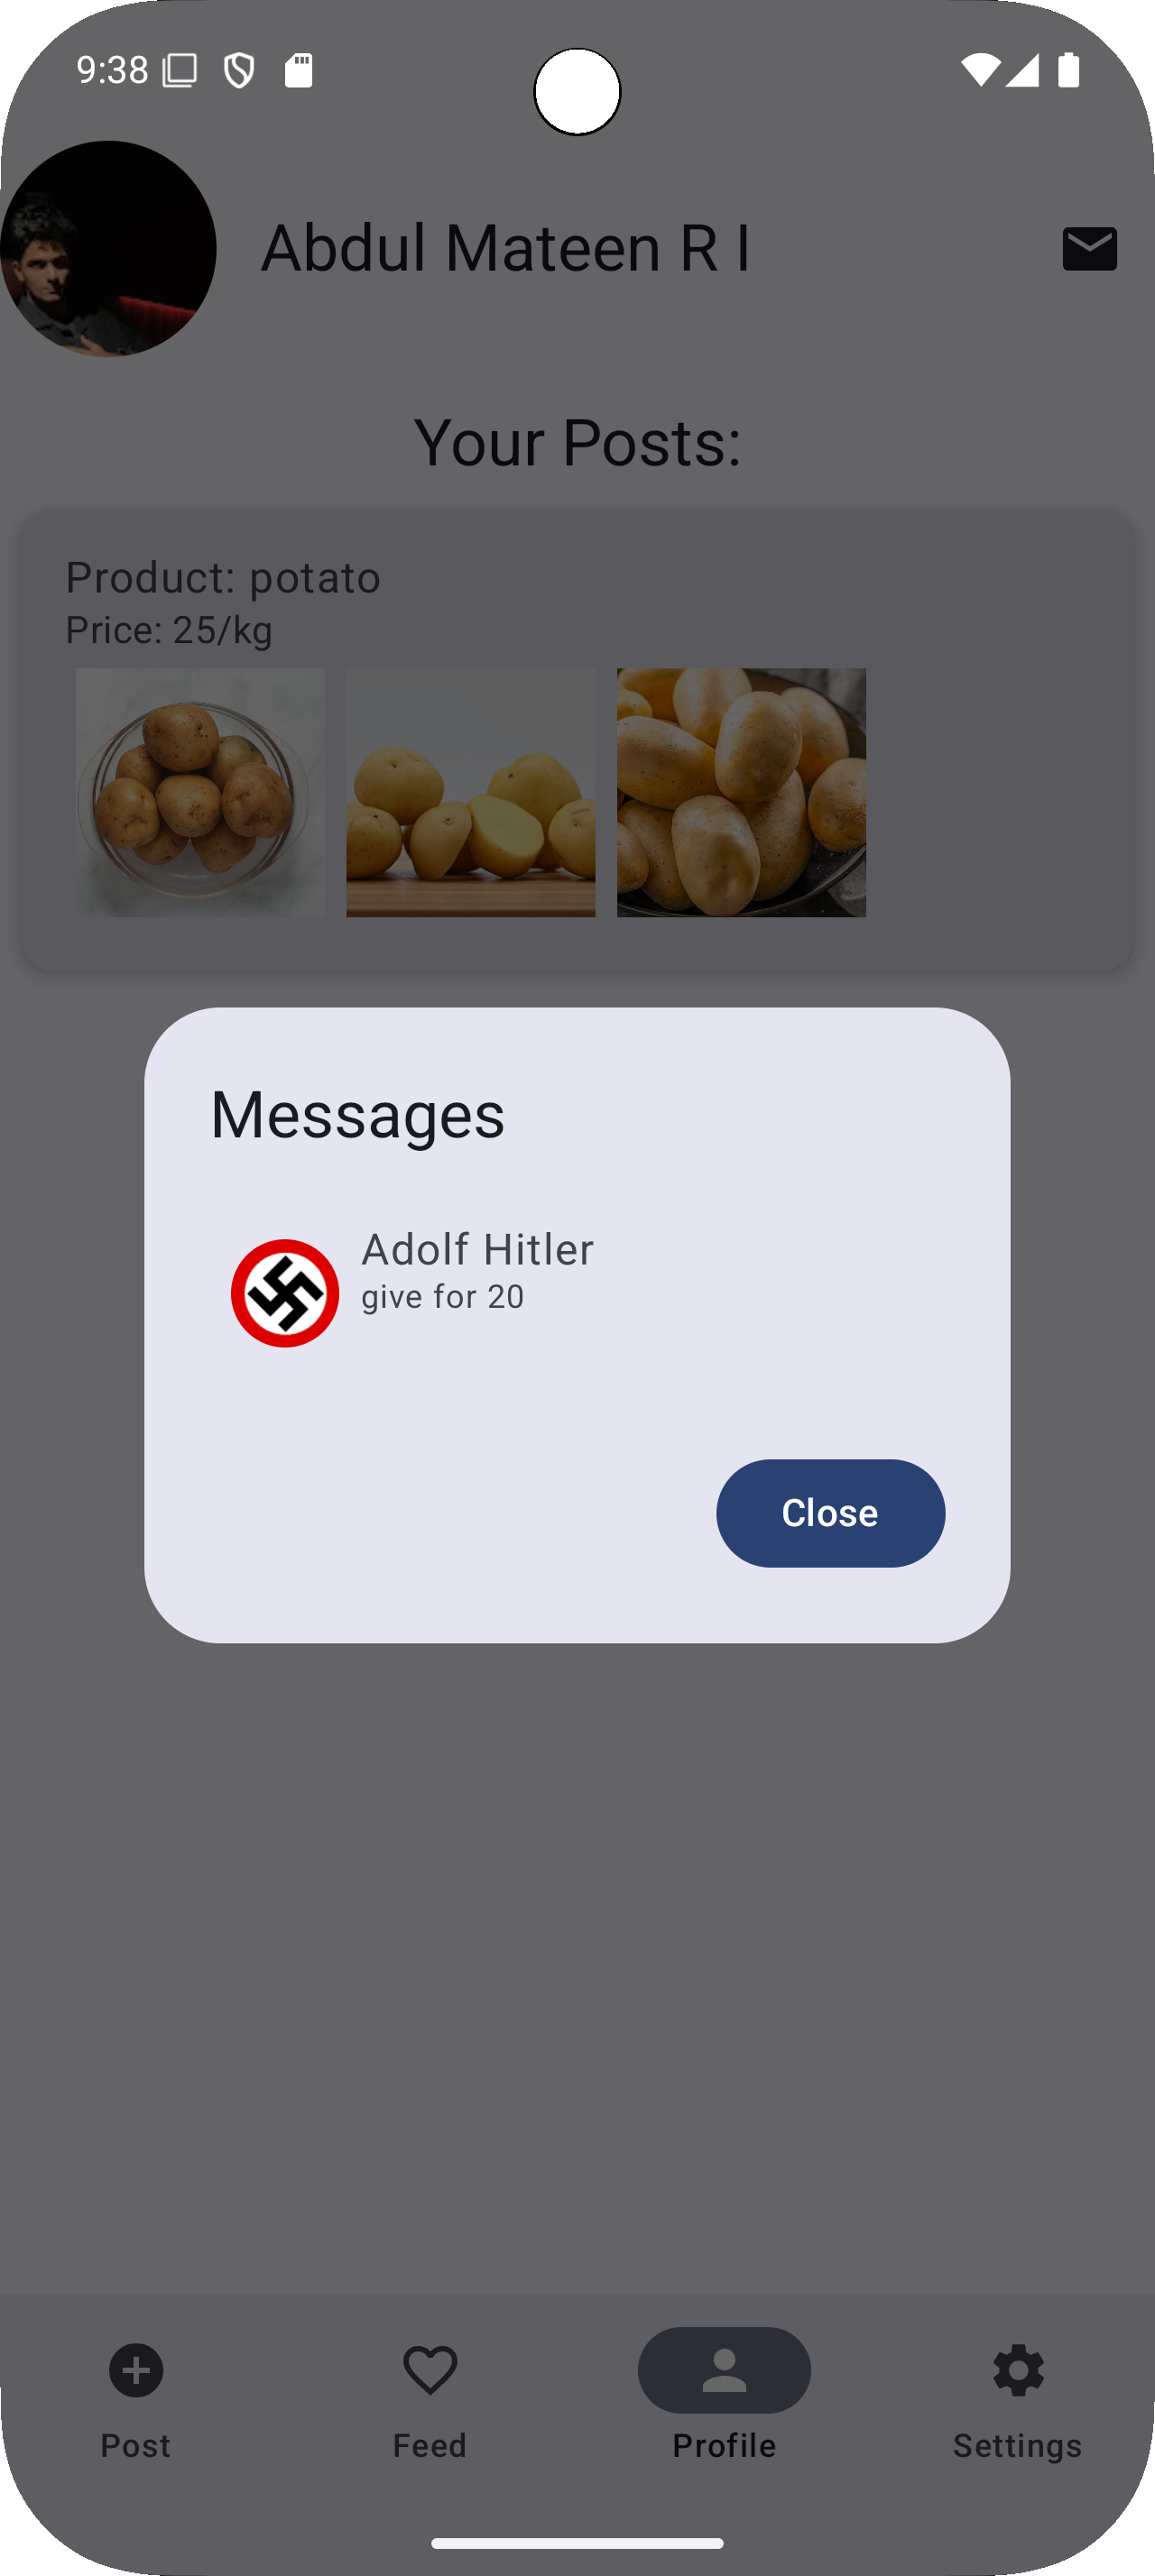 9:38
Abdul Mateen R I
Your Posts:
Product: potato
Price: 25/kg
Messages
Adolf Hitler
give for 20
Close
Post
Feed
Profile
Settings